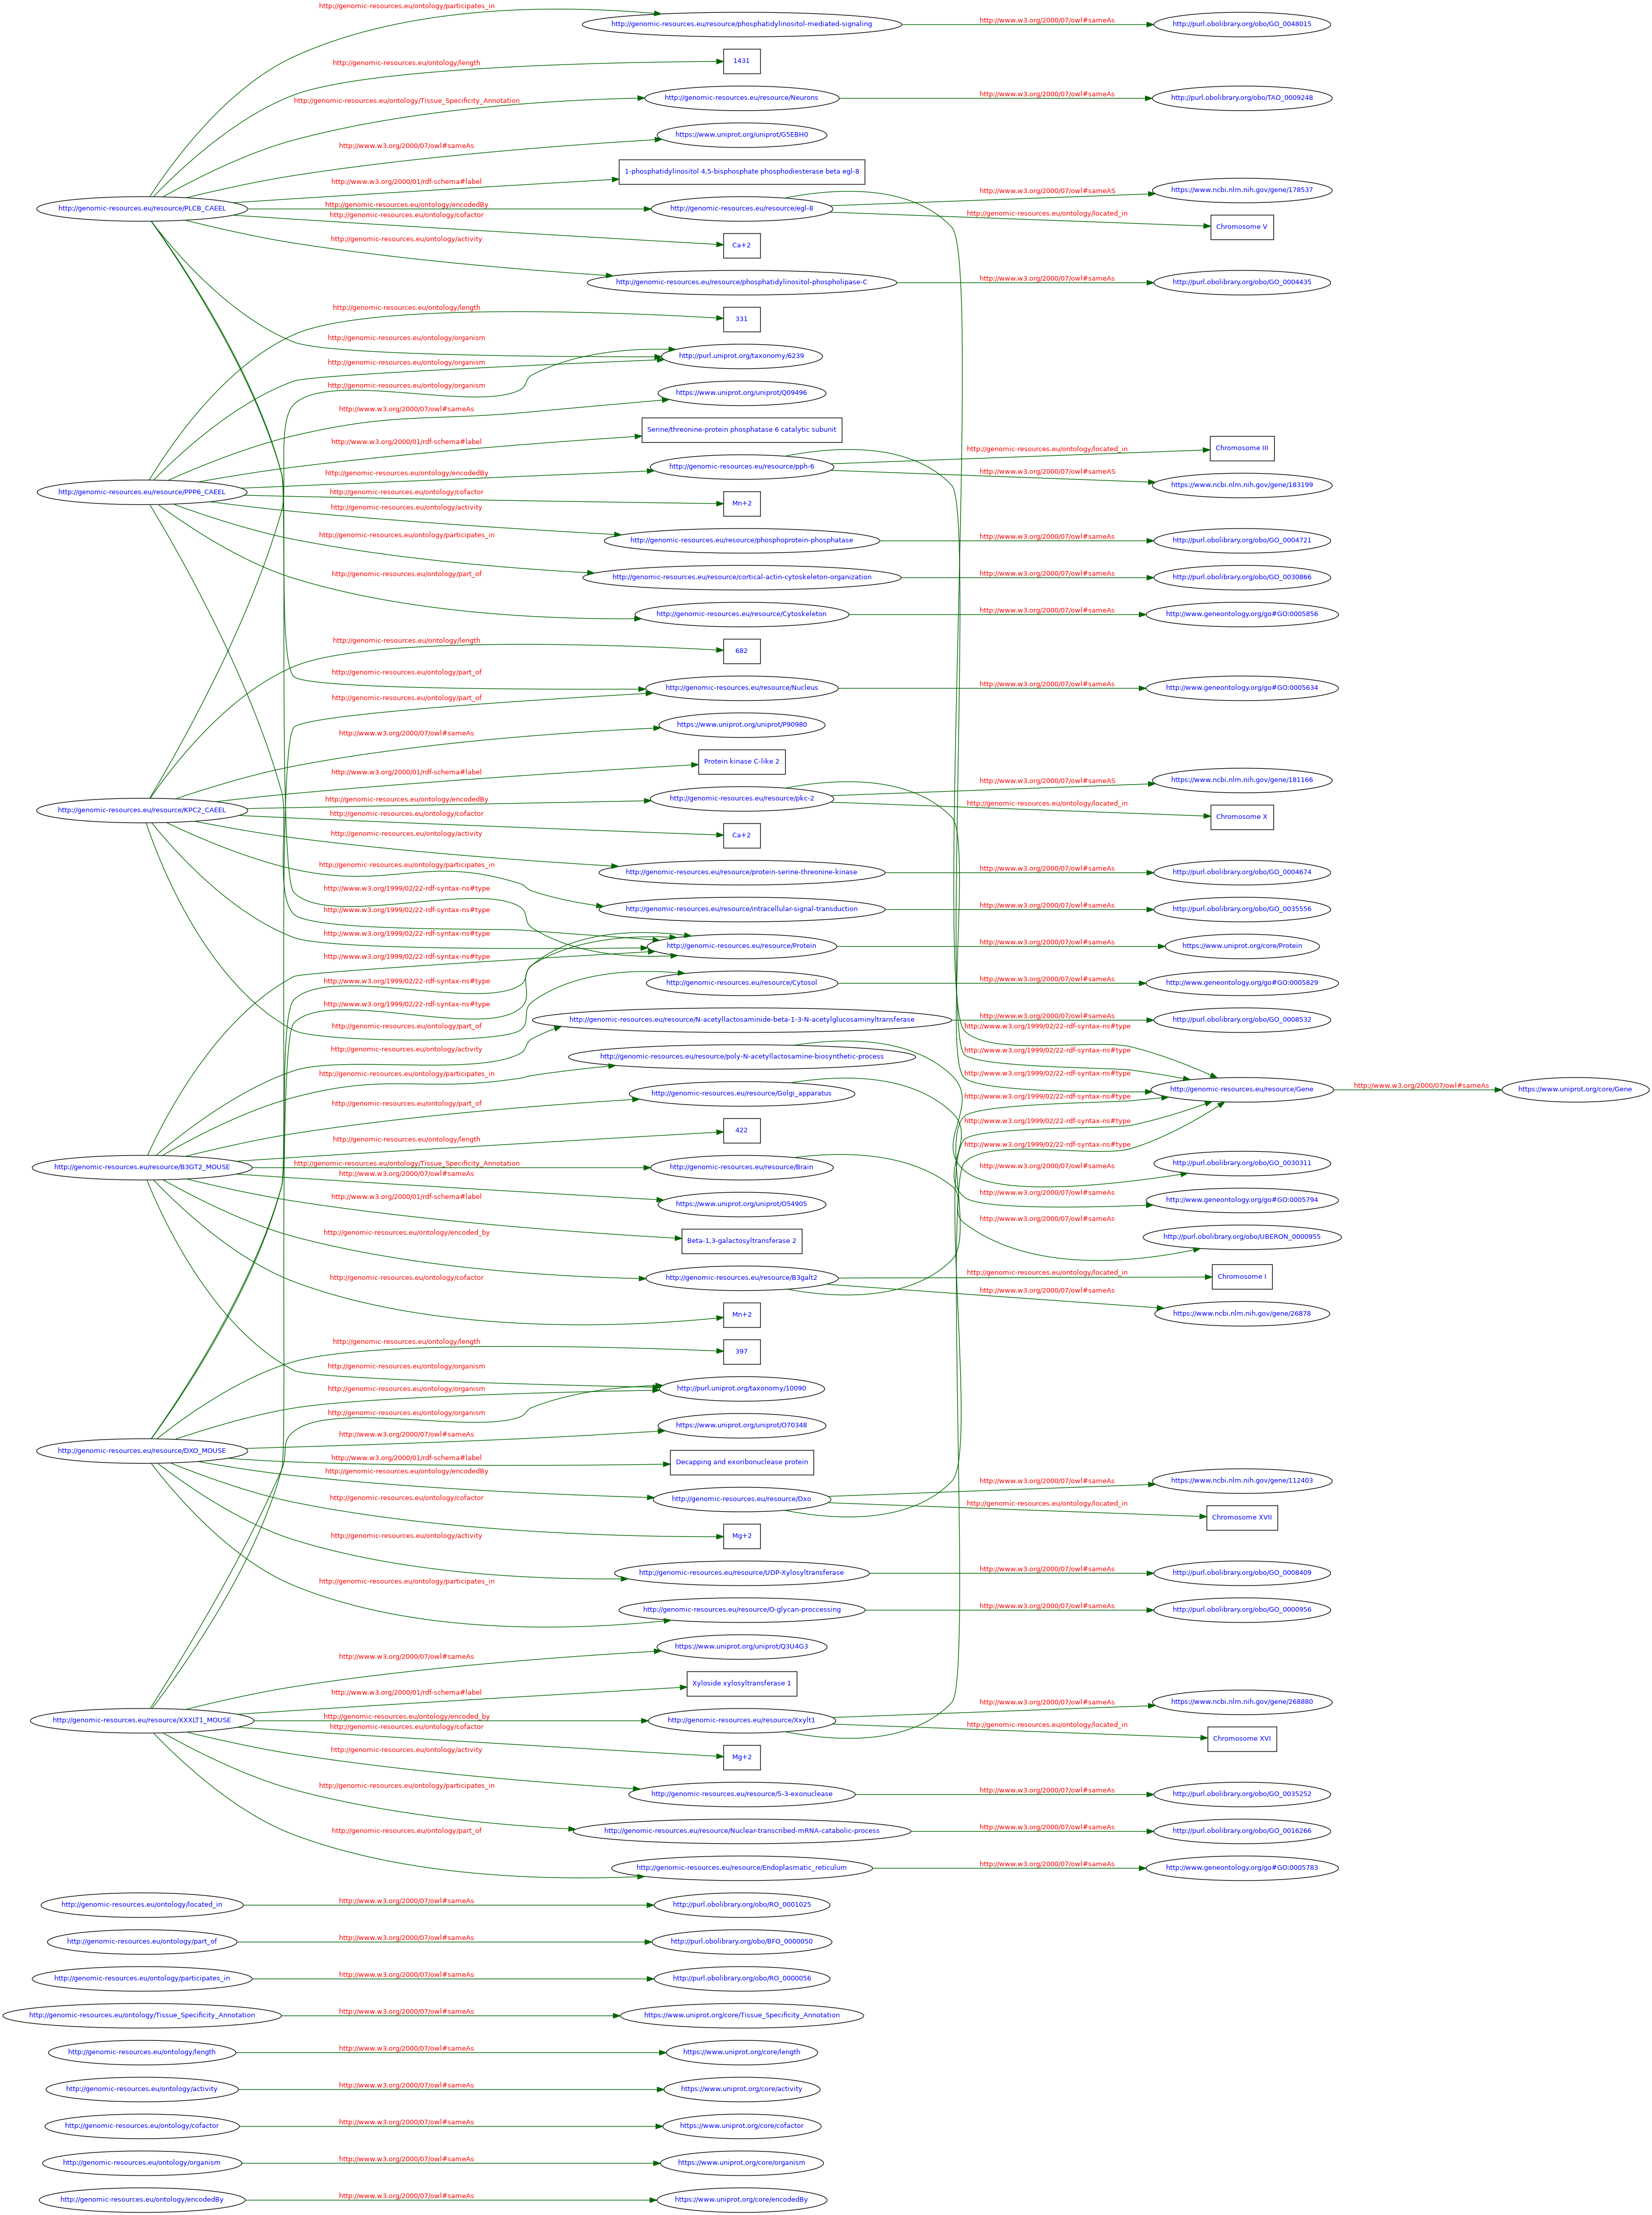 http://genomic-resources.eu/ontology/participates_in
http://genomic-resources.eu/resource/phosphatidylinositol-mediated-signaling
http://www.w3.org/2000/07/owl#sameAs
http://purl.obolibrary.org/obo/GO_0048015
http://genomic-resources.eu/ontology/length
1431
http://genomic-resources.eu/ontology/Tissue_Specificity_Annotation
http://genomic-resources.eu/resource/Neurons
http://www.w3.org/2000/07/owl#sameAs
http://purl.obolibrary.org/obo/TAO_0009248
http://www.w3.org/2000/07/owl#sameAs
https://www.uniprot.org/uniprot/G5EBH0
http://www.w3.org/2000/01/rdf-schema#label
1-phosphatidylinositol 4,5-bisphosphate phosphodiesterase beta egl-8
http://genomic-resources.eu/resource/PLCB_CAEEL
http://genomic-resources.eu/ontology/encodedBy
http://genomic-resources.eu/resource/egl-8
http://www.w3.org/2000/07/owl#sameAS
https://www.ncbi.nlm.nih.gov/gene/178537
http://genomic-resources.eu/ontology/located_in
Chromosome V
http://genomic-resources.eu/ontology/cofactor
Ca+2
http://genomic-resources.eu/ontology/activity
http://genomic-resources.eu/resource/phosphatidylinositol-phospholipase-C
http://www.w3.org/2000/07/owl#sameAs
http://purl.obolibrary.org/obo/GO_0004435
http://genomic-resources.eu/ontology/length
331
http://genomic-resources.eu/ontology/organism
http://purl.uniprot.org/taxonomy/6239
http://genomic-resources.eu/ontology/organism
http://genomic-resources.eu/ontology/organism
http://www.w3.org/2000/07/owl#sameAs
https://www.uniprot.org/uniprot/Q09496
http://www.w3.org/2000/01/rdf-schema#label
Serine/threonine-protein phosphatase 6 catalytic subunit
http://genomic-resources.eu/resource/PPP6_CAEEL
http://genomic-resources.eu/ontology/encodedBy
http://genomic-resources.eu/resource/pph-6
http://genomic-resources.eu/ontology/located_in
Chromosome III
http://www.w3.org/2000/07/owl#sameAS
https://www.ncbi.nlm.nih.gov/gene/183199
http://genomic-resources.eu/ontology/cofactor
Mn+2
http://genomic-resources.eu/ontology/activity
http://genomic-resources.eu/resource/phosphoprotein-phosphatase
http://www.w3.org/2000/07/owl#sameAs
http://purl.obolibrary.org/obo/GO_0004721
http://genomic-resources.eu/ontology/participates_in
http://genomic-resources.eu/resource/cortical-actin-cytoskeleton-organization
http://www.w3.org/2000/07/owl#sameAs
http://purl.obolibrary.org/obo/GO_0030866
http://genomic-resources.eu/ontology/part_of
http://genomic-resources.eu/resource/Cytoskeleton
http://www.w3.org/2000/07/owl#sameAs
http://www.geneontology.org/go#GO:0005856
http://genomic-resources.eu/ontology/length
682
http://genomic-resources.eu/ontology/part_of
http://genomic-resources.eu/resource/Nucleus
http://www.w3.org/2000/07/owl#sameAs
http://www.geneontology.org/go#GO:0005634
http://genomic-resources.eu/ontology/part_of
http://www.w3.org/2000/07/owl#sameAs
https://www.uniprot.org/uniprot/P90980
http://www.w3.org/2000/01/rdf-schema#label
Protein kinase C-like 2
http://genomic-resources.eu/resource/KPC2_CAEEL
http://genomic-resources.eu/ontology/encodedBy
http://genomic-resources.eu/resource/pkc-2
http://www.w3.org/2000/07/owl#sameAS
https://www.ncbi.nlm.nih.gov/gene/181166
http://genomic-resources.eu/ontology/located_in
Chromosome X
http://genomic-resources.eu/ontology/cofactor
Ca+2
http://genomic-resources.eu/ontology/activity
http://genomic-resources.eu/resource/protein-serine-threonine-kinase
http://www.w3.org/2000/07/owl#sameAs
http://purl.obolibrary.org/obo/GO_0004674
http://genomic-resources.eu/ontology/participates_in
http://genomic-resources.eu/resource/intracellular-signal-transduction
http://www.w3.org/2000/07/owl#sameAs
http://purl.obolibrary.org/obo/GO_0035556
http://www.w3.org/1999/02/22-rdf-syntax-ns#type
http://www.w3.org/1999/02/22-rdf-syntax-ns#type
http://www.w3.org/1999/02/22-rdf-syntax-ns#type
http://genomic-resources.eu/resource/Protein
http://www.w3.org/2000/07/owl#sameAs
https://www.uniprot.org/core/Protein
http://www.w3.org/1999/02/22-rdf-syntax-ns#type
http://www.w3.org/1999/02/22-rdf-syntax-ns#type
http://genomic-resources.eu/resource/Cytosol
http://www.w3.org/2000/07/owl#sameAs
http://www.geneontology.org/go#GO:0005829
http://www.w3.org/1999/02/22-rdf-syntax-ns#type
http://genomic-resources.eu/ontology/part_of
http://genomic-resources.eu/resource/N-acetyllactosaminide-beta-1-3-N-acetylglucosaminyltransferase
http://www.w3.org/2000/07/owl#sameAs
http://purl.obolibrary.org/obo/GO_0008532
http://www.w3.org/1999/02/22-rdf-syntax-ns#type
http://genomic-resources.eu/ontology/activity
http://genomic-resources.eu/resource/poly-N-acetyllactosamine-biosynthetic-process
http://www.w3.org/1999/02/22-rdf-syntax-ns#type
http://genomic-resources.eu/ontology/participates_in
http://www.w3.org/1999/02/22-rdf-syntax-ns#type
http://genomic-resources.eu/resource/Golgi_apparatus
http://genomic-resources.eu/resource/Gene
http://www.w3.org/2000/07/owl#sameAs
https://www.uniprot.org/core/Gene
http://genomic-resources.eu/ontology/part_of
http://www.w3.org/1999/02/22-rdf-syntax-ns#type
http://www.w3.org/1999/02/22-rdf-syntax-ns#type
http://genomic-resources.eu/ontology/length
422
http://www.w3.org/1999/02/22-rdf-syntax-ns#type
http://genomic-resources.eu/resource/B3GT2_MOUSE
http://genomic-resources.eu/ontology/Tissue_Specificity_Annotation
http://genomic-resources.eu/resource/Brain
http://www.w3.org/2000/07/owl#sameAs
http://purl.obolibrary.org/obo/GO_0030311
http://www.w3.org/2000/07/owl#sameAs
https://www.uniprot.org/uniprot/O54905
http://www.w3.org/2000/07/owl#sameAs
http://www.geneontology.org/go#GO:0005794
http://www.w3.org/2000/01/rdf-schema#label
Beta-1,3-galactosyltransferase 2
http://www.w3.org/2000/07/owl#sameAs
http://purl.obolibrary.org/obo/UBERON_0000955
http://genomic-resources.eu/ontology/encoded_by
http://genomic-resources.eu/resource/B3galt2
http://genomic-resources.eu/ontology/located_in
Chromosome I
http://www.w3.org/2000/07/owl#sameAs
https://www.ncbi.nlm.nih.gov/gene/26878
http://genomic-resources.eu/ontology/cofactor
Mn+2
http://genomic-resources.eu/ontology/length
397
http://genomic-resources.eu/ontology/organism
http://genomic-resources.eu/ontology/organism
http://purl.uniprot.org/taxonomy/10090
http://genomic-resources.eu/ontology/organism
https://www.uniprot.org/uniprot/O70348
http://www.w3.org/2000/07/owl#sameAs
http://genomic-resources.eu/resource/DXO_MOUSE
http://www.w3.org/2000/01/rdf-schema#label
Decapping and exoribonuclease protein
http://genomic-resources.eu/ontology/encodedBy
http://genomic-resources.eu/resource/Dxo
http://www.w3.org/2000/07/owl#sameAs
https://www.ncbi.nlm.nih.gov/gene/112403
http://genomic-resources.eu/ontology/located_in
Chromosome XVII
http://genomic-resources.eu/ontology/cofactor
Mg+2
http://genomic-resources.eu/ontology/activity
http://genomic-resources.eu/resource/UDP-Xylosyltransferase
http://www.w3.org/2000/07/owl#sameAs
http://purl.obolibrary.org/obo/GO_0008409
http://genomic-resources.eu/ontology/participates_in
http://genomic-resources.eu/resource/O-glycan-proccessing
http://www.w3.org/2000/07/owl#sameAs
http://purl.obolibrary.org/obo/GO_0000956
http://www.w3.org/2000/07/owl#sameAs
https://www.uniprot.org/uniprot/Q3U4G3
http://www.w3.org/2000/01/rdf-schema#label
Xyloside xylosyltransferase 1
http://genomic-resources.eu/resource/XXXLT1_MOUSE
http://genomic-resources.eu/ontology/encoded_by
http://genomic-resources.eu/resource/Xxylt1
http://www.w3.org/2000/07/owl#sameAs
https://www.ncbi.nlm.nih.gov/gene/268880
http://genomic-resources.eu/ontology/located_in
Chromosome XVI
http://genomic-resources.eu/ontology/cofactor
Mg+2
http://genomic-resources.eu/ontology/activity
http://genomic-resources.eu/resource/5-3-exonuclease
http://www.w3.org/2000/07/owl#sameAs
http://purl.obolibrary.org/obo/GO_0035252
http://genomic-resources.eu/ontology/participates_in
http://genomic-resources.eu/resource/Nuclear-transcribed-mRNA-catabolic-process
http://www.w3.org/2000/07/owl#sameAs
http://purl.obolibrary.org/obo/GO_0016266
http://genomic-resources.eu/ontology/part_of
http://genomic-resources.eu/resource/Endoplasmatic_reticulum
http://www.w3.org/2000/07/owl#sameAs
http://www.geneontology.org/go#GO:0005783
http://genomic-resources.eu/ontology/located_in
http://www.w3.org/2000/07/owl#sameAs
http://purl.obolibrary.org/obo/RO_0001025
http://genomic-resources.eu/ontology/part_of
http://www.w3.org/2000/07/owl#sameAs
http://purl.obolibrary.org/obo/BFO_0000050
http://genomic-resources.eu/ontology/participates_in
http://www.w3.org/2000/07/owl#sameAs
http://purl.obolibrary.org/obo/RO_0000056
http://genomic-resources.eu/ontology/Tissue_Specificity_Annotation
http://www.w3.org/2000/07/owl#sameAs
https://www.uniprot.org/core/Tissue_Specificity_Annotation
http://genomic-resources.eu/ontology/length
http://www.w3.org/2000/07/owl#sameAs
https://www.uniprot.org/core/length
http://genomic-resources.eu/ontology/activity
http://www.w3.org/2000/07/owl#sameAs
https://www.uniprot.org/core/activity
http://genomic-resources.eu/ontology/cofactor
http://www.w3.org/2000/07/owl#sameAs
https://www.uniprot.org/core/cofactor
http://genomic-resources.eu/ontology/organism
http://www.w3.org/2000/07/owl#sameAs
https://www.uniprot.org/core/organism
http://genomic-resources.eu/ontology/encodedBy
http://www.w3.org/2000/07/owl#sameAs
https://www.uniprot.org/core/encodedBy